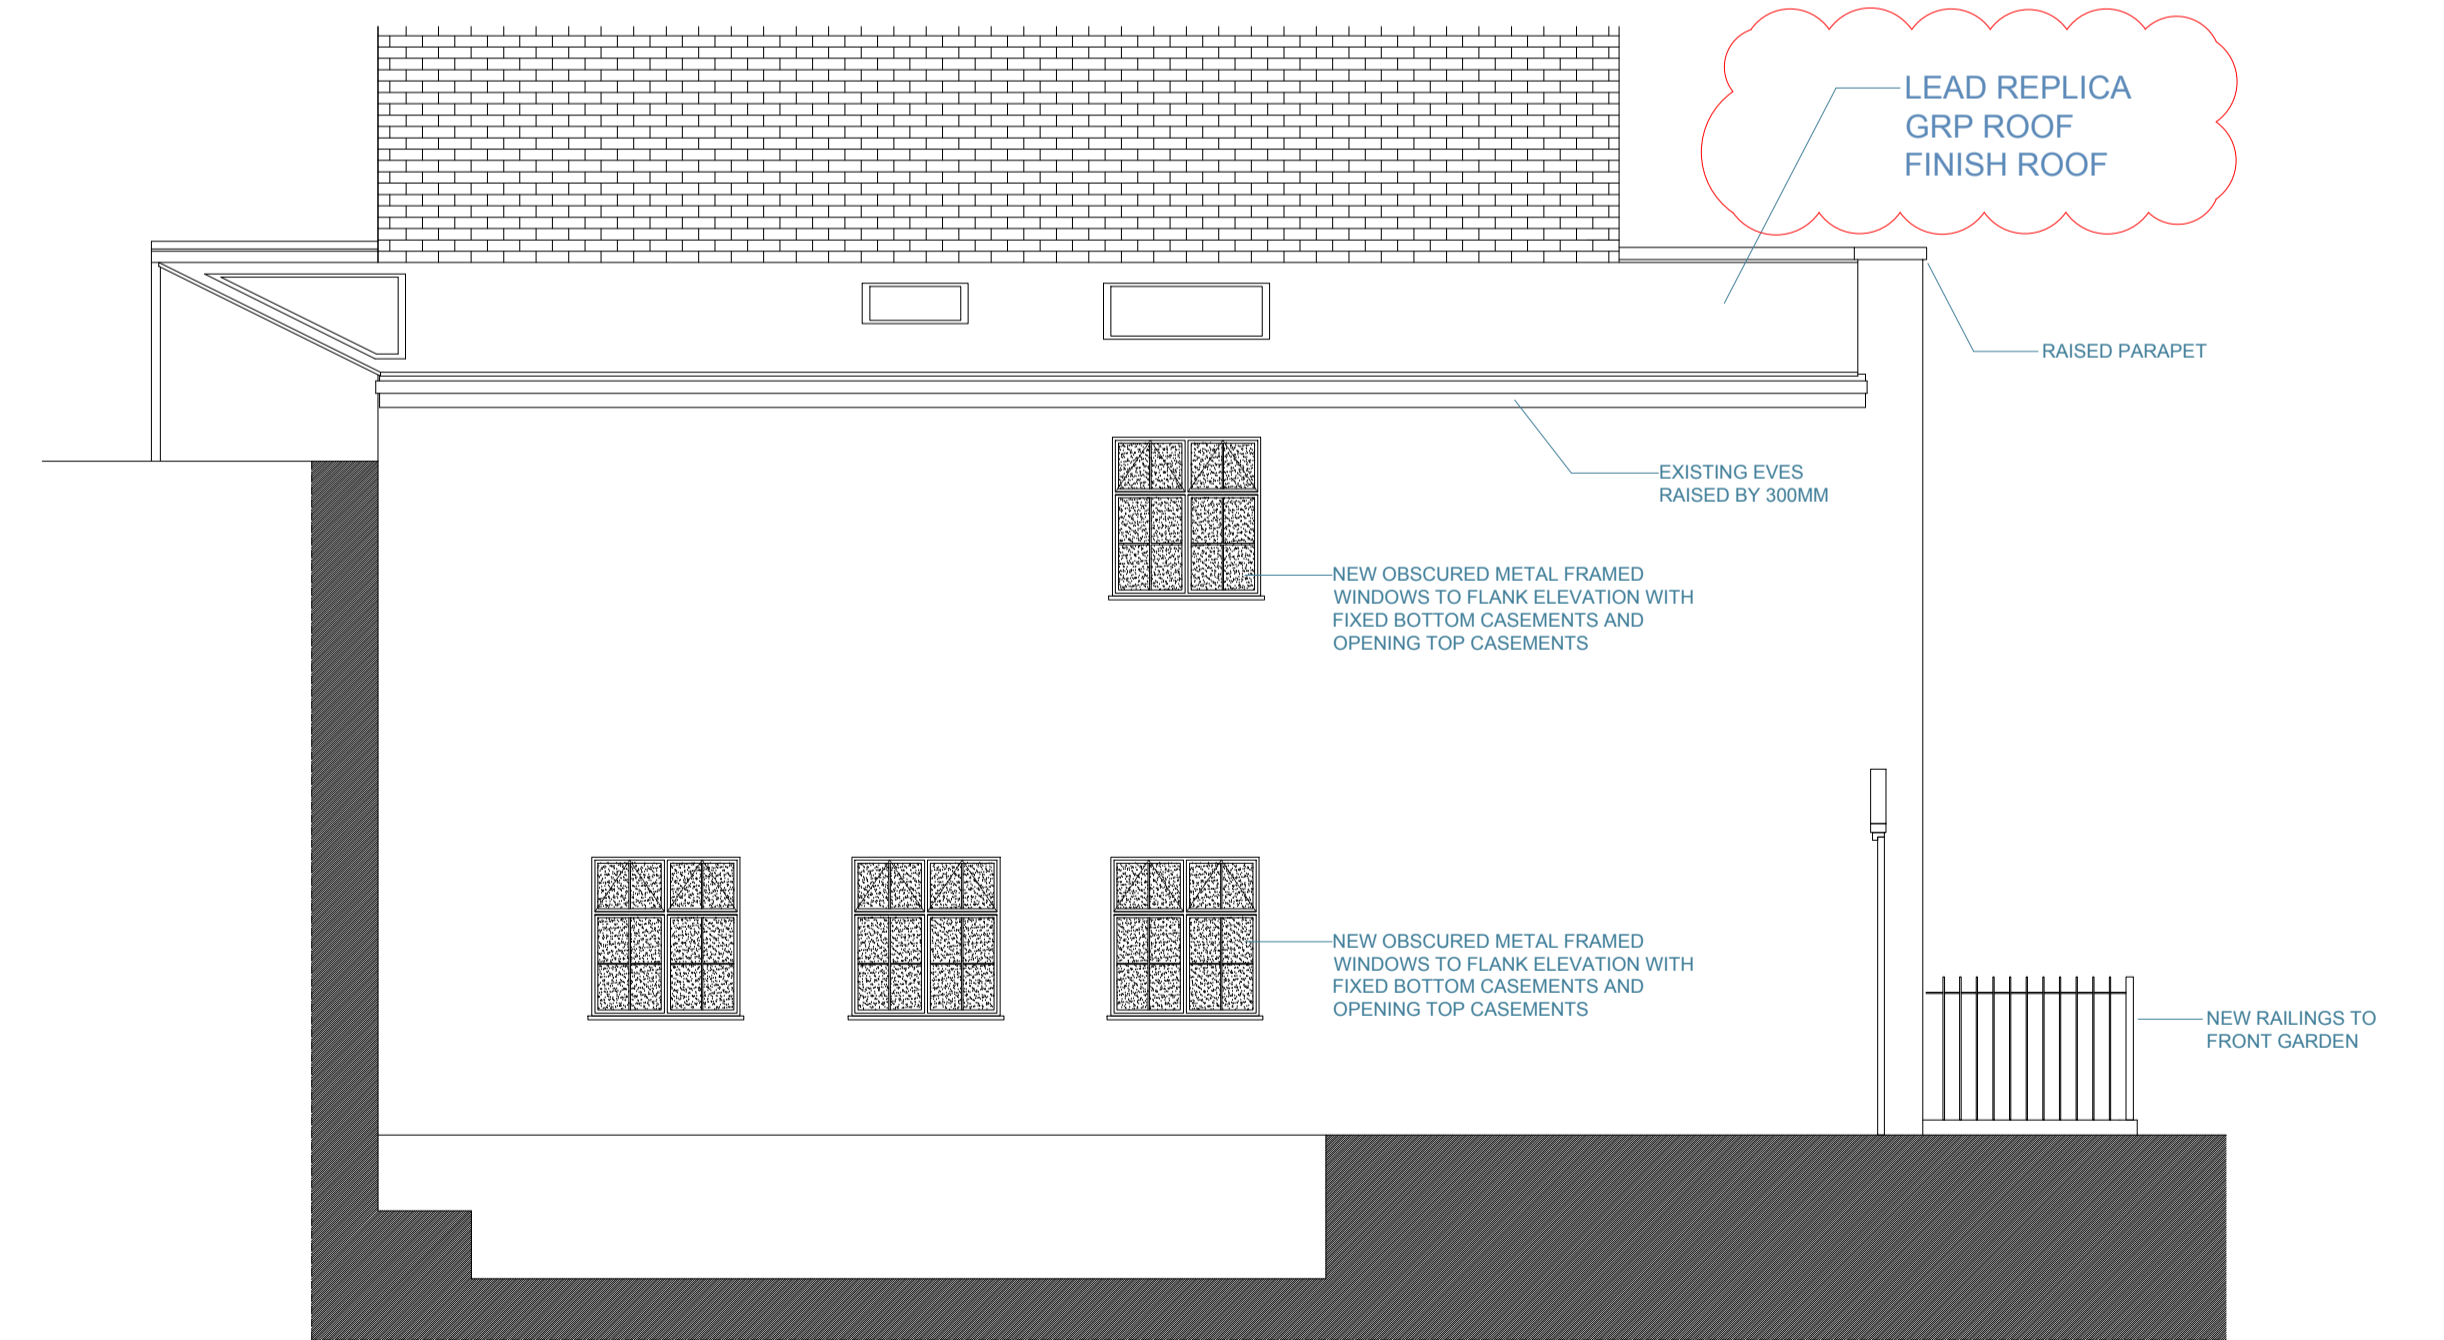 LEAD REPLICA
GRP ROOF
FINISH ROOF
RAISED PARAPET
EXISTING EVES
RAISED BY 300MM
NEW OBSCURED METAL FRAMED
WINDOWS TO FLANK ELEVATION WITH
FIXED BOTTOM CASEMENTS AND
OPENING TOP CASEMENTS
NEW OBSCURED METAL FRAMED
WINDOWS TO FLANK ELEVATION WITH
FIXED BOTTOM CASEMENTS AND
OPENING TOP CASEMENTS
NEW RAILINGS TO
FRONT GARDEN